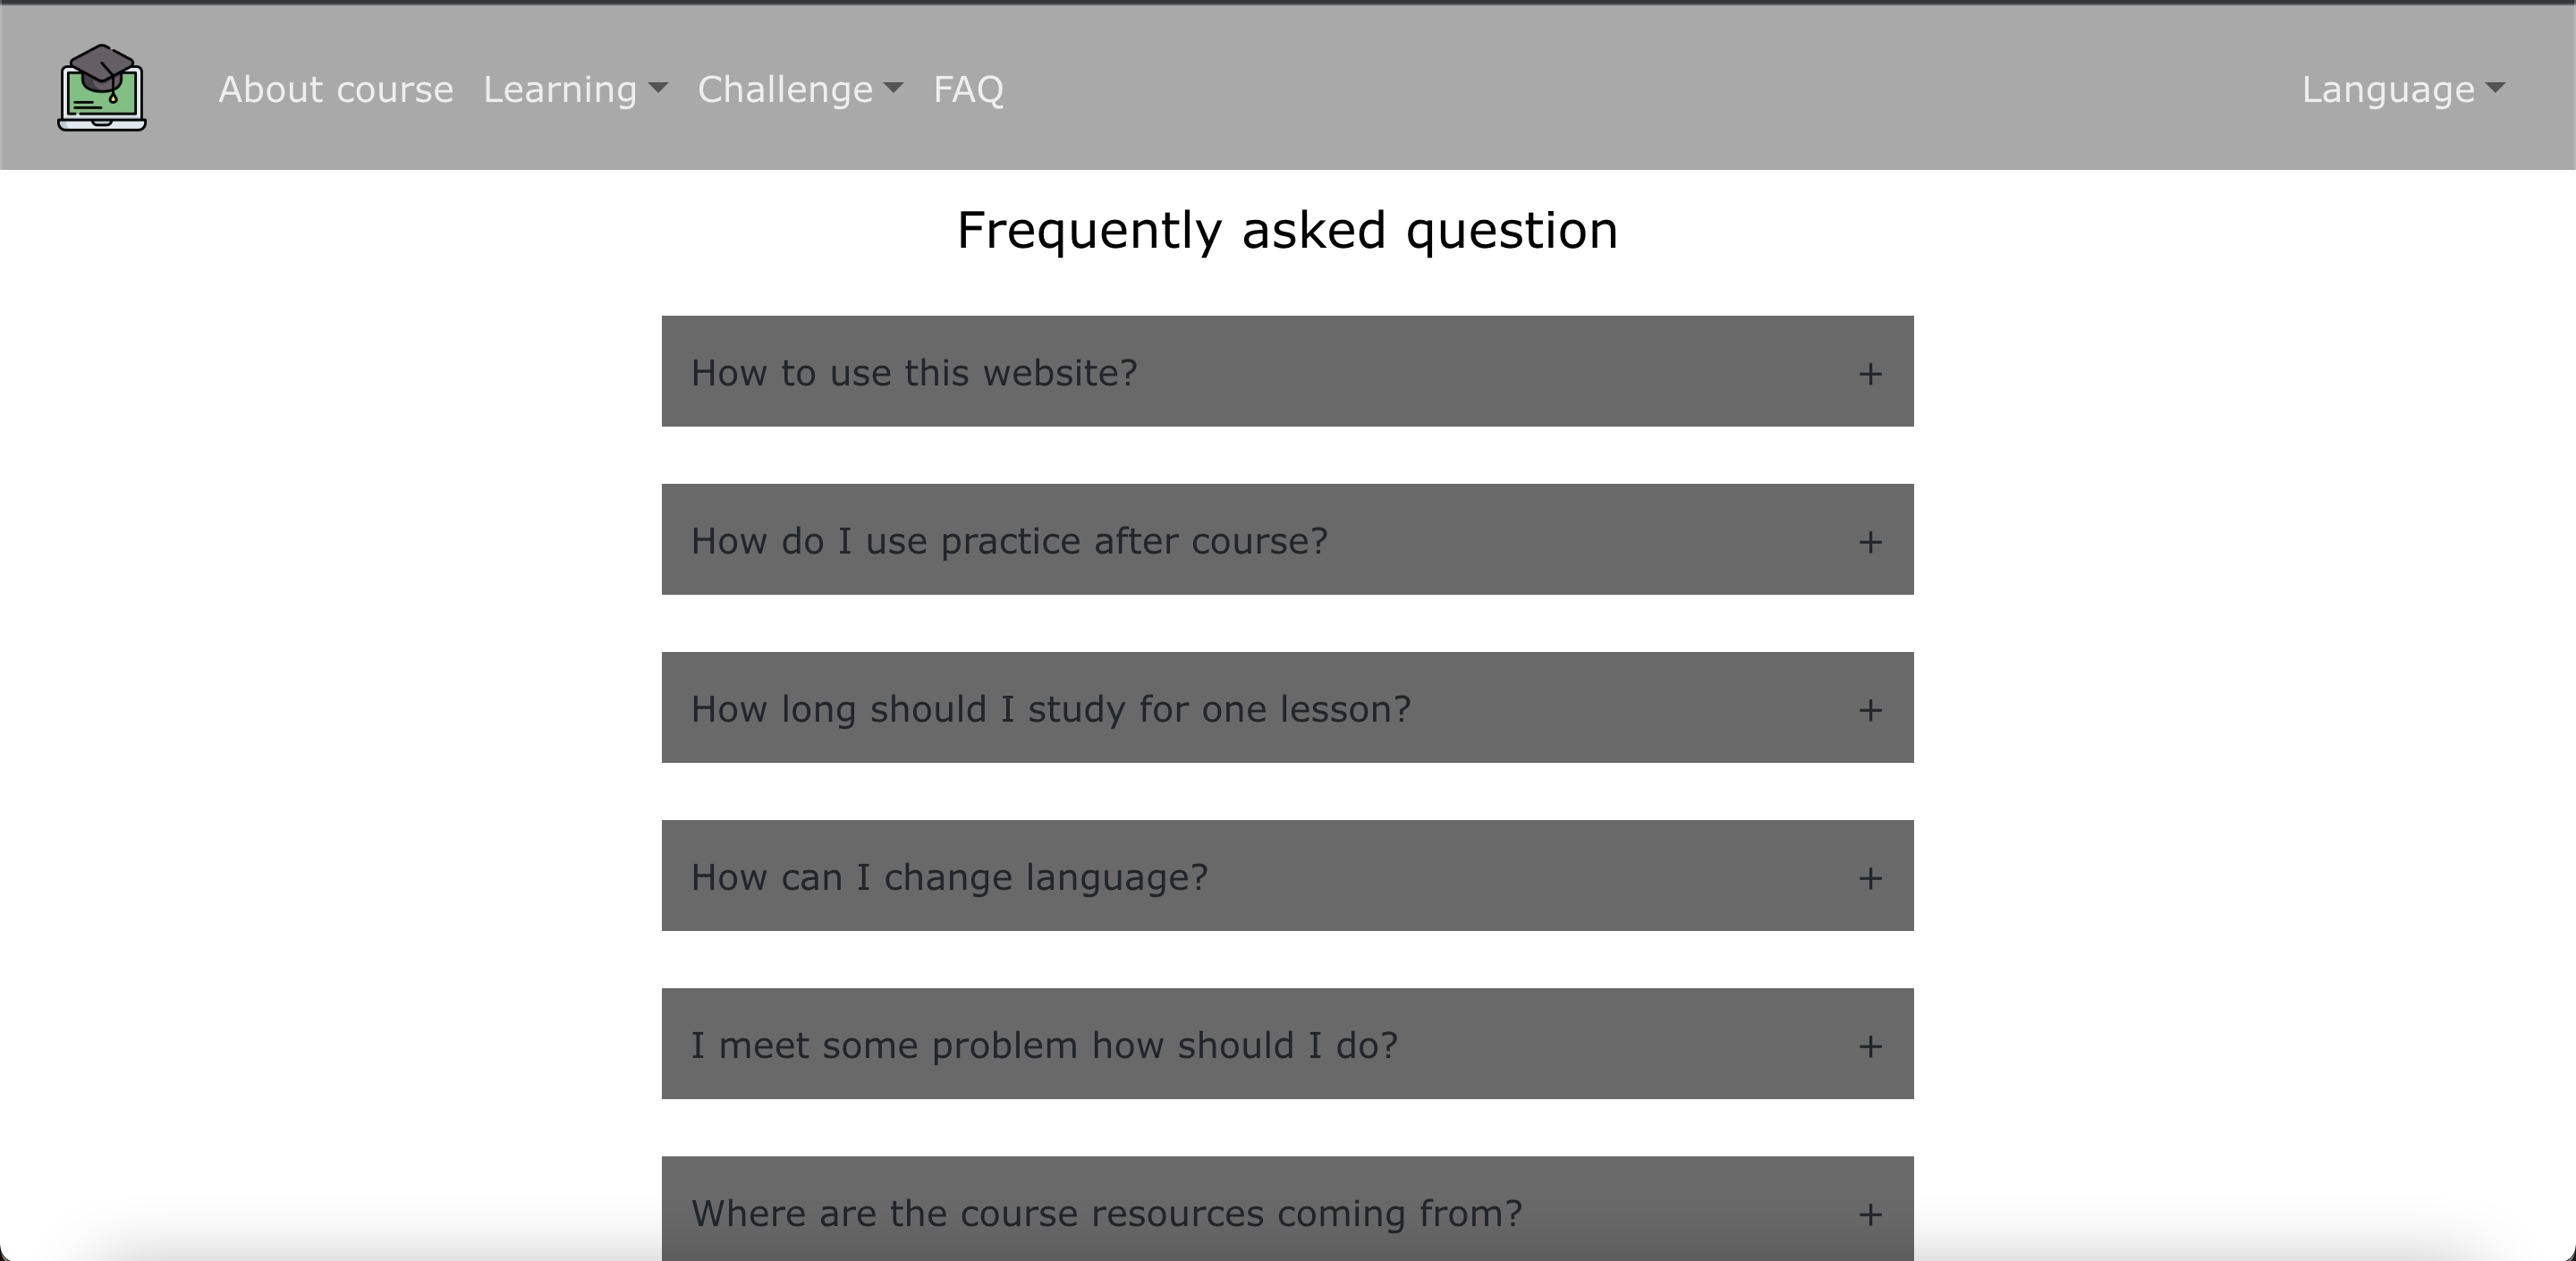 About course Learning Challenge FAQ Language
Frequently asked question
How to use this website? +
How do I use practice after course? +
How long should I study for one lesson? +
How can I change language? +
I meet some problem how should I do? +
Where are the course resources coming from? +